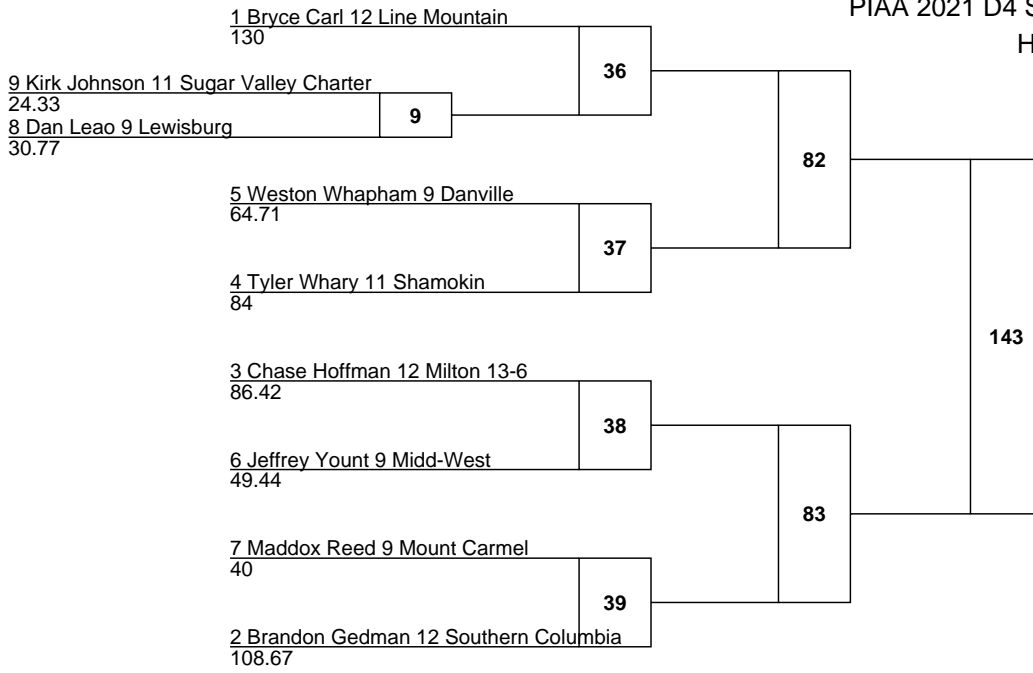 PIAA 2021 D4 S
H
1 Bryce Carl 12 Line Mountain
130
36
9 Kirk Johnson 11 Sugar Valley Charter
24.33
9
8 Dan Leao 9 Lewisburg
30.77
82
5 Weston Whapham 9 Danville
64.71
37
4 Tyler Whary 11 Shamokin
84
143
3 Chase Hoffman 12 Milton 13-6
86.42
38
6 Jeffrey Yount 9 Midd-West
49.44
83
7 Maddox Reed 9 Mount Carmel
40
39
2 Brandon Gedman 12 Southern Columbia
108.67